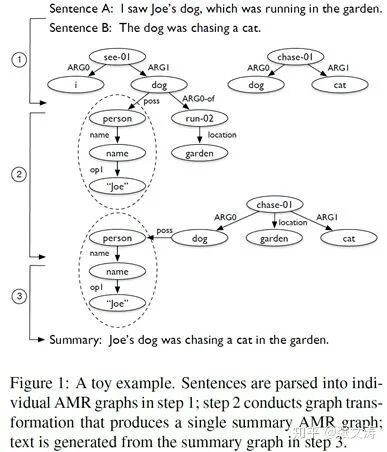 Sentence A: I saw Joe's dog, which was running in the garden.
Sentence B: The dog was chasing a cat.
1
see-01
chase-01
ARG0
ARG1
ARG0
ARG1
i
dog
dog
cat
poss
ARG0-of
person
run-02
name
location
name
garden
op1
"Joe"
2
chase-01
ARG0
location
ARG1
person
poss
dog
garden
cat
name
name
op1
3
"Joe"
Summary: Joe's dog was chasing a cat in the garden.
Figure 1: A toy example. Sentences are parsed into indi-
vidual AMR graphs in step 1; step 2 conducts graph trans-
formation that produces a single summary AMR graph;
text is generated from the summary graph in step 3.
知乎